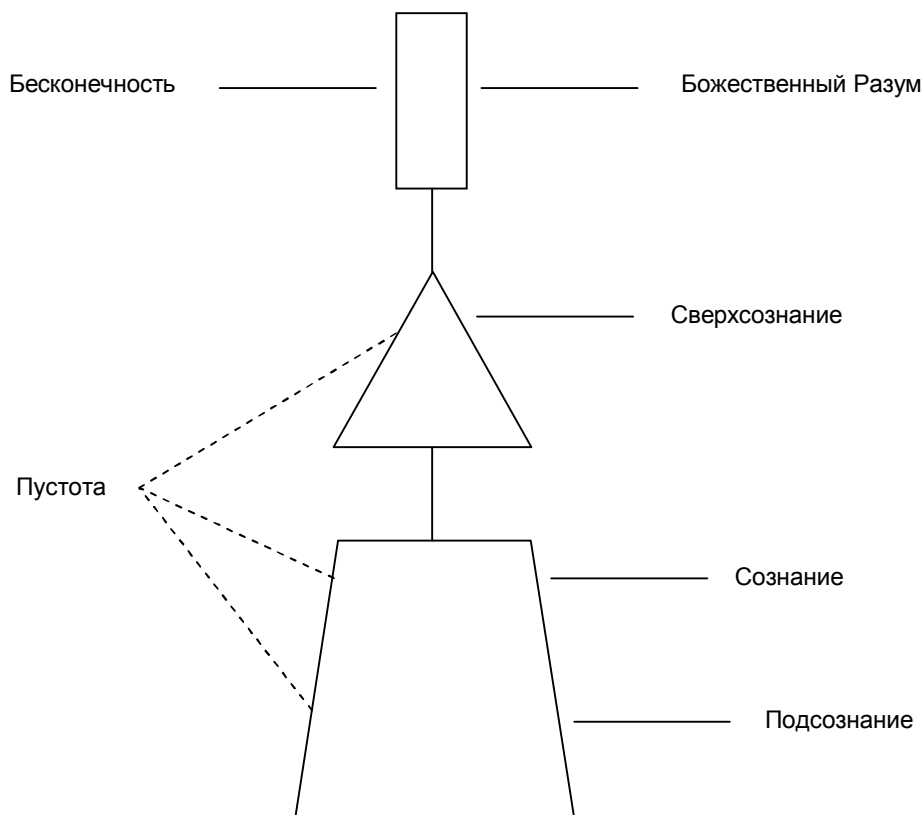 Бесконечность
Божественный Разум
Сверхсознание
Пустота
Сознание
Подсознание